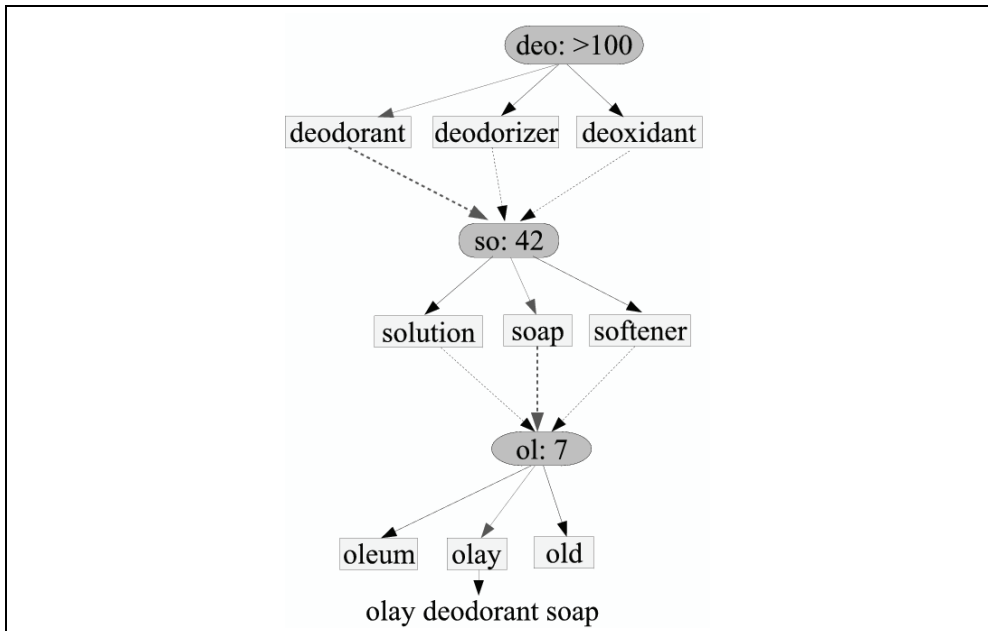 deo: >100
deodorant deodorizer deoxidant
so: 42
solution soap softener
ol: 7
oleum olay old
olay deodorant soap